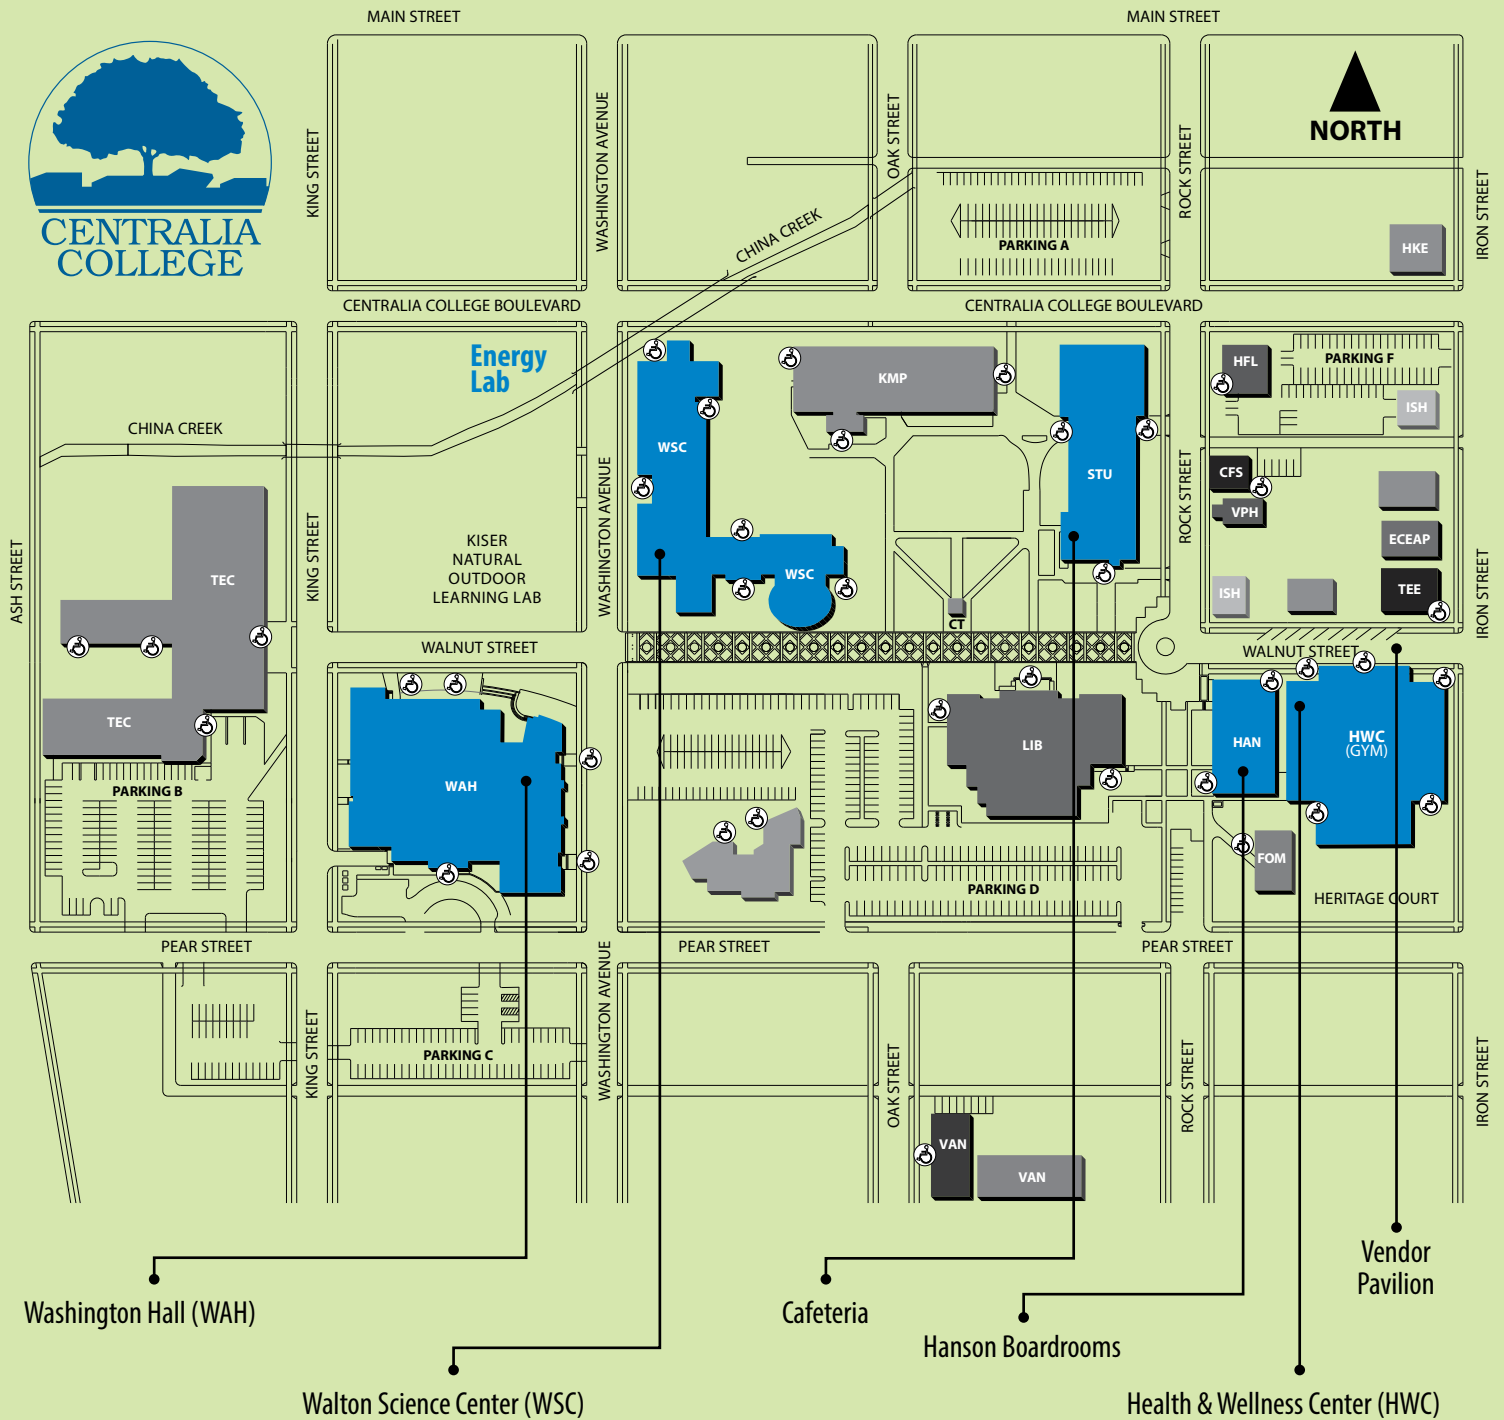 MAIN STREET
MAIN STREET
CENTRALIA
COLLEGE
KING STREET
WASHINGTON AVENUE
OAK STREET
ROCK STREET
IRON STREET
NORTH
HKE
CHINA CREEK
PARKING A
CENTRALIA COLLEGE BOULEVARD
CENTRALIA COLLEGE BOULEVARD
Energy
Lab
CHINA CREEK
WSC
KMP
STU
HFL
PARKING F
ISH
CFS
VPH
ECEAP
TEE
ISH
ASH STREET
TEC
KING STREET
KISER
NATURAL
OUTDOOR
LEARNING LAB
WASHINGTON AVENUE
WSC
CT
ROCK STREET
IRON STREET
WALNUT STREET
WALNUT STREET
TEC
PARKING B
WAH
LIB
HAN
HWC
(GYM)
FOM
PARKING D
HERITAGE COURT
PEAR STREET
PEAR STREET
PEAR STREET
KING STREET
PARKING C
WASHINGTON AVENUE
OAK STREET
ROCK STREET
IRON STREET
VAN
VAN
Washington Hall (WAH)
Walton Science Center (WSC)
Cafeteria
Hanson Boardrooms
Health & Wellness Center (HWC)
Vendor
Pavilion